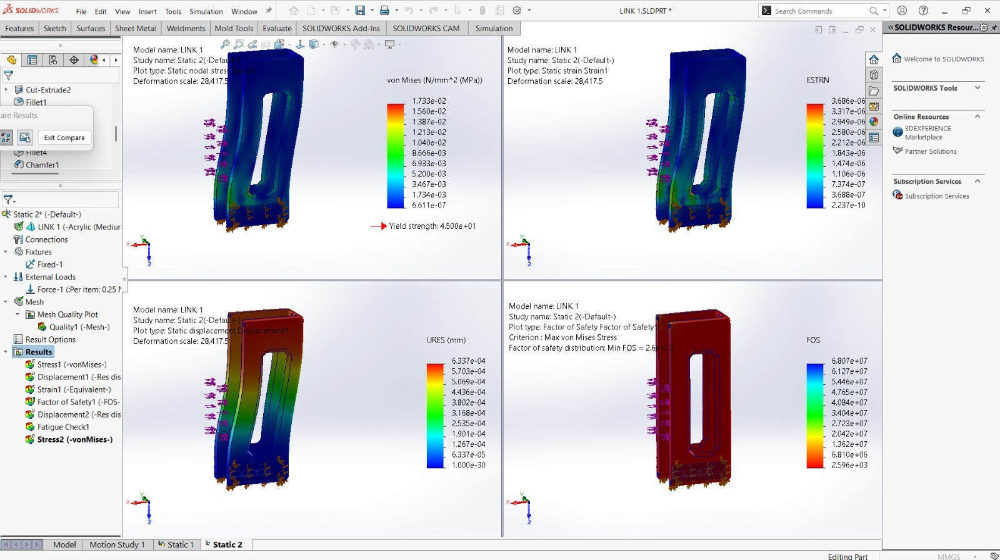 SOLIDWORKS
File Edit View Insert Tools Simulation Window
LINK 1.SLDPRT *
Search Commands
Features Sketch Surfaces Sheet Metal Weldments Mold Tools Evaluate SOLIDWORKS Add-Ins SOLIDWORKS CAM Simulation
Cut-Extrude2
Fillet1
are Results
Exit Compare
Fillet4
Chamfer1
Static 2* (-Default-)
LINK 1 (-Acrylic (Mediur
Connections
Fixtures
Fixed-1
External Loads
Force-1 (:Per item: 0.25 N
Mesh
Mesh Quality Plot
Quality1 (-Mesh-)
Result Options
Results
Stress1 (-vonMises-)
Displacement1 (-Res dis
Strain1 (-Equivalent-)
Factor of Safety1 (-FOS-
Displacement2 (-Res dis
Fatigue Check1
Stress2 (-vonMises-)
Model name: LINK 1
Study name: Static 2(-Default-)
Plot type: Static nodal stress Stress1
Deformation scale: 28,417.5
von Mises (N/mm^2 (MPa))
1.733e-02
1.560e-02
1.387e-02
1.213e-02
1.040e-02
8.666e-03
6.933e-03
5.200e-03
3.467e-03
1.734e-03
6.611e-07
Yield strength: 4.500e+01
X Y Z
Model name: LINK 1
Study name: Static 2(-Default-)
Plot type: Static strain Strain1
Deformation scale: 28,417.5
ESTRN
3.686e-06
3.317e-06
2.949e-06
2.580e-06
2.212e-06
1.843e-06
1.474e-06
1.106e-06
7.374e-07
3.688e-07
2.237e-10
X Y Z
Model name: LINK 1
Study name: Static 2(-Default-)
Plot type: Static displacement Displacement1
Deformation scale: 28,417.5
URES (mm)
6.337e-04
5.703e-04
5.069e-04
4.436e-04
3.802e-04
3.168e-04
2.535e-04
1.901e-04
1.267e-04
6.337e-05
1.000e-30
X Y Z
Model name: LINK 1
Study name: Static 2(-Default-)
Plot type: Factor of Safety Factor of Safety1
Criterion : Max von Mises Stress
Factor of safety distribution: Min FOS = 2.6e+03
FOS
6.807e+07
6.127e+07
5.446e+07
4.765e+07
4.084e+07
3.404e+07
2.723e+07
2.042e+07
1.362e+07
6.810e+06
2.596e+03
X Y Z
SOLIDWORKS Resour...
Welcome to SOLIDWORKS
SOLIDWORKS Tools
Online Resources
3DEXPERIENCE
Marketplace
Partner Solutions
Subscription Services
Subscription Services
Model Motion Study 1 Static 1 Static 2
Editing Part MMGS